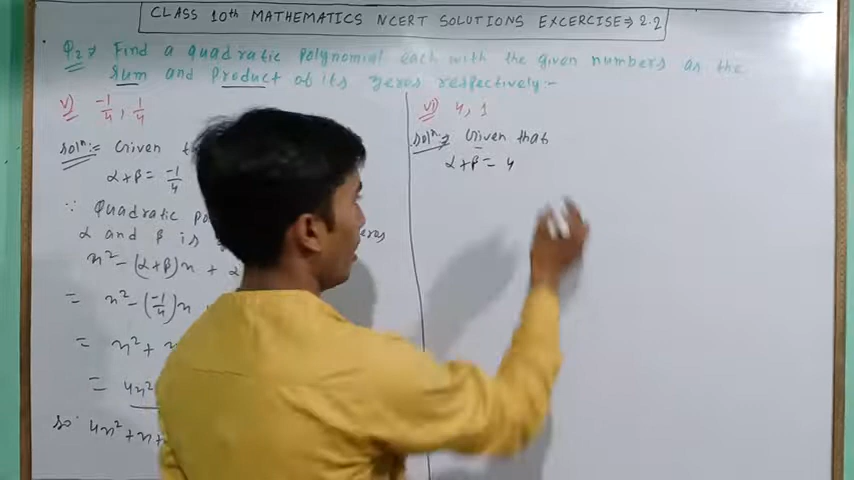 CLASS 10th MATHEMATICS NCERT SOLUTIONS EXCERCISE⇒ 2.2
Q2⇒ Find a quadratic Polynomial each with the given numbers as the
sum and Product of its zeros respectively:-
v) -1/4, 1/4
soln:= Given
α+β = -1/4
∵ Quadratic
α and β is
x²-(α+β)x + α
= x²-(-1/4)x
= x²+
= 4x²
so 4x²+x+
vi) 4, 1
soln:⇒ Given that
α+β= 4